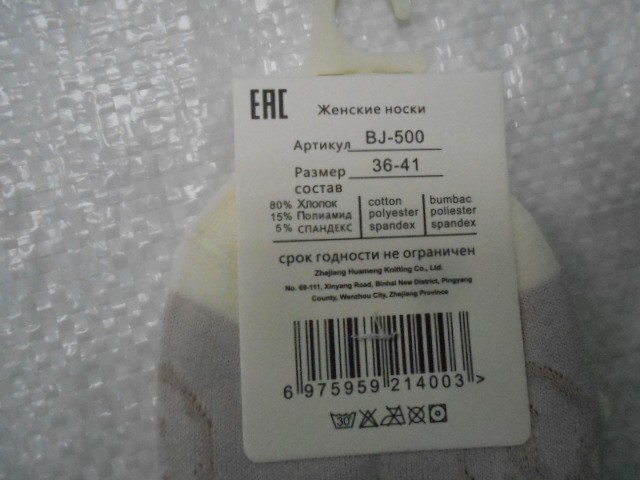 EAC Женские носки
Артикул BJ-500
Размер 36-41
состав
80% Хлопок cotton bumbac
15% Полиамид polyester poliester
5% СПАНДЕКС spandex spandex
срок годности не ограничен
Zhejiang Huameng Knitting Co., Ltd.
No. 69-111, Xinyang Road, Binhai New District, Pingyang
County, Wenzhou City, Zhejiang Province
6 975959 214003 >
30